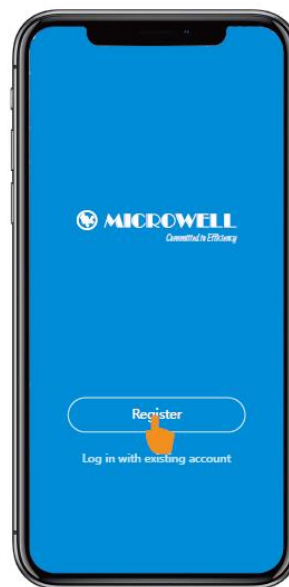 MICROWELL
Committed to Efficiency
Register
Log in with existing account